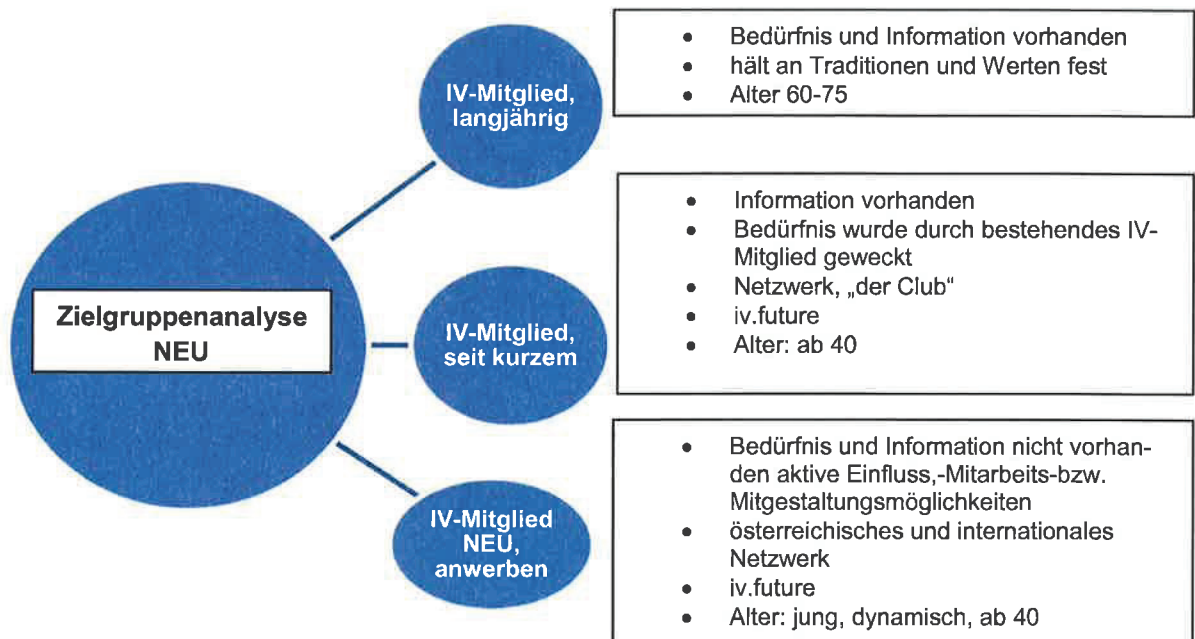 Zielgruppenanalyse
NEU
IV-Mitglied,
langjährig
• Bedürfnis und Information vorhanden
• hält an Traditionen und Werten fest
• Alter 60-75
IV-Mitglied,
seit kurzem
• Information vorhanden
• Bedürfnis wurde durch bestehendes IV-
Mitglied geweckt
• Netzwerk, „der Club“
• iv.future
• Alter: ab 40
IV-Mitglied
NEU,
anwerben
• Bedürfnis und Information nicht vorhan-
den aktive Einfluss,-Mitarbeits-bzw.
Mitgestaltungsmöglichkeiten
• österreichisches und internationales
Netzwerk
• iv.future
• Alter: jung, dynamisch, ab 40